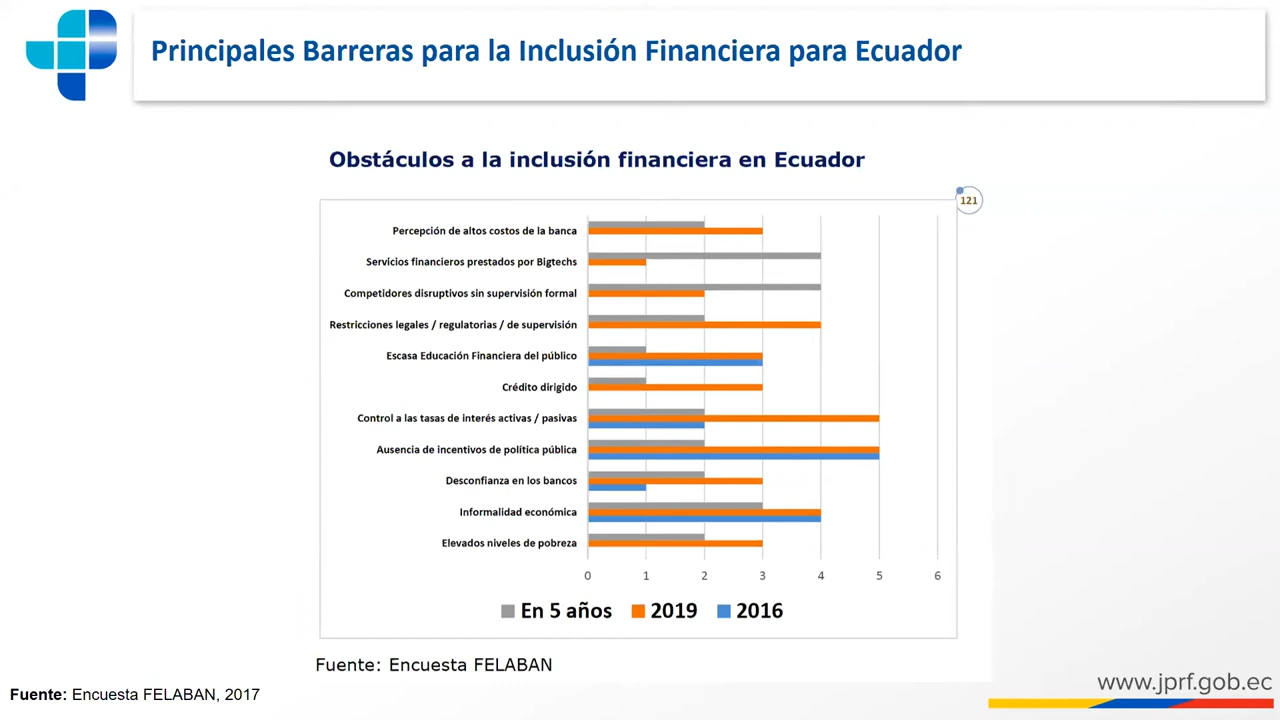 Principales Barreras para la Inclusión Financiera para Ecuador
Obstáculos a la inclusión financiera en Ecuador
121
Percepción de altos costos de la banca
Servicios financieros prestados por Bigtechs
Competidores disruptivos sin supervisión formal
Restricciones legales / regulatorias / de supervisión
Escasa Educación Financiera del público
Crédito dirigido
Control a las tasas de interés activas / pasivas
Ausencia de incentivos de política pública
Desconfianza en los bancos
Informalidad económica
Elevados niveles de pobreza
0 1 2 3 4 5 6
En 5 años 2019 2016
Fuente: Encuesta FELABAN
Fuente: Encuesta FELABAN, 2017
www.jprf.gob.ec